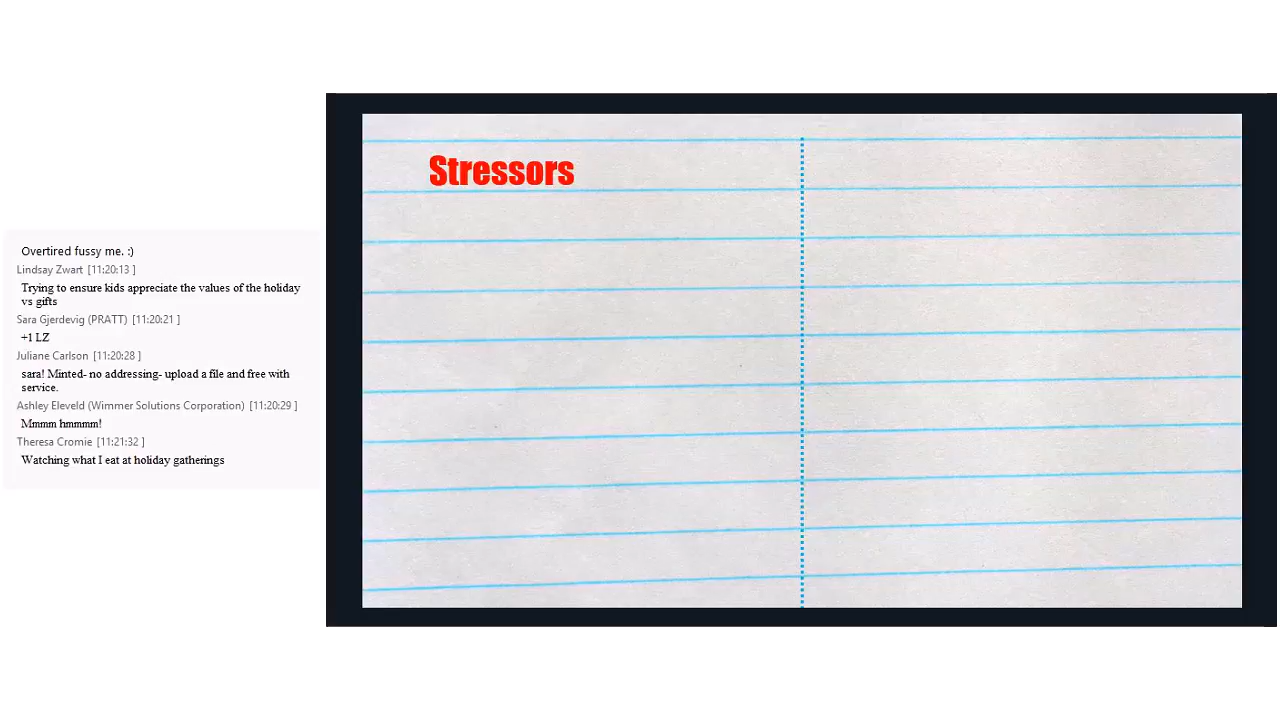 Overtired fussy me. :)
Lindsay Zwart [11:20:13 ]
Trying to ensure kids appreciate the values of the holiday
vs gifts
Sara Gjerdevig (PRATT) [11:20:21 ]
+1 LZ
Juliane Carlson [11:20:28 ]
sara! Minted- no addressing- upload a file and free with
service.
Ashley Eleveld (Wimmer Solutions Corporation) [11:20:29 ]
Mmmm hmmmm!
Theresa Cromie [11:21:32 ]
Watching what I eat at holiday gatherings
Stressors